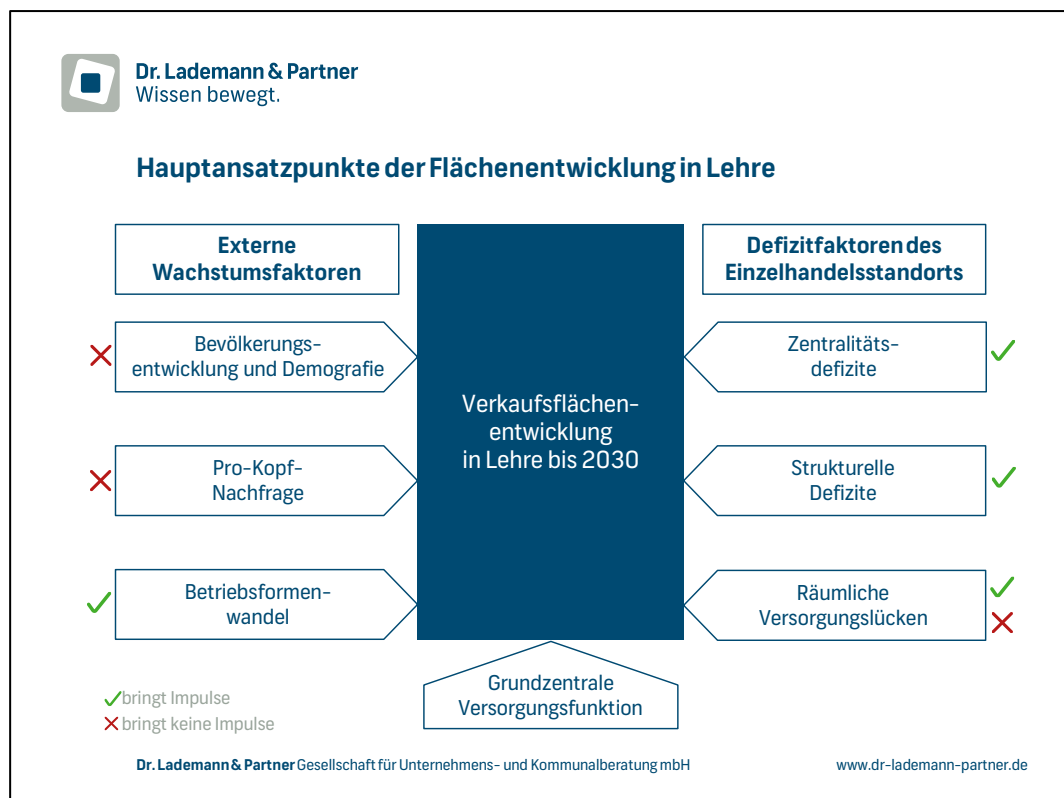 Dr. Lademann & Partner
Wissen bewegt.
Hauptansatzpunkte der Flächenentwicklung in Lehre
Externe
Wachstumsfaktoren
Bevölkerungs-
entwicklung und Demografie
Pro-Kopf-
Nachfrage
Betriebsformen-
wandel
Verkaufsflächen-
entwicklung
in Lehre bis 2030
Defizitfaktoren des
Einzelhandelsstandorts
Zentralitäts-
defizite
Strukturelle
Defizite
Räumliche
Versorgungslücken
Grundzentrale
Versorgungsfunktion
bringt Impulse
bringt keine Impulse
Dr. Lademann & Partner Gesellschaft für Unternehmens- und Kommunalberatung mbH
www.dr-lademann-partner.de